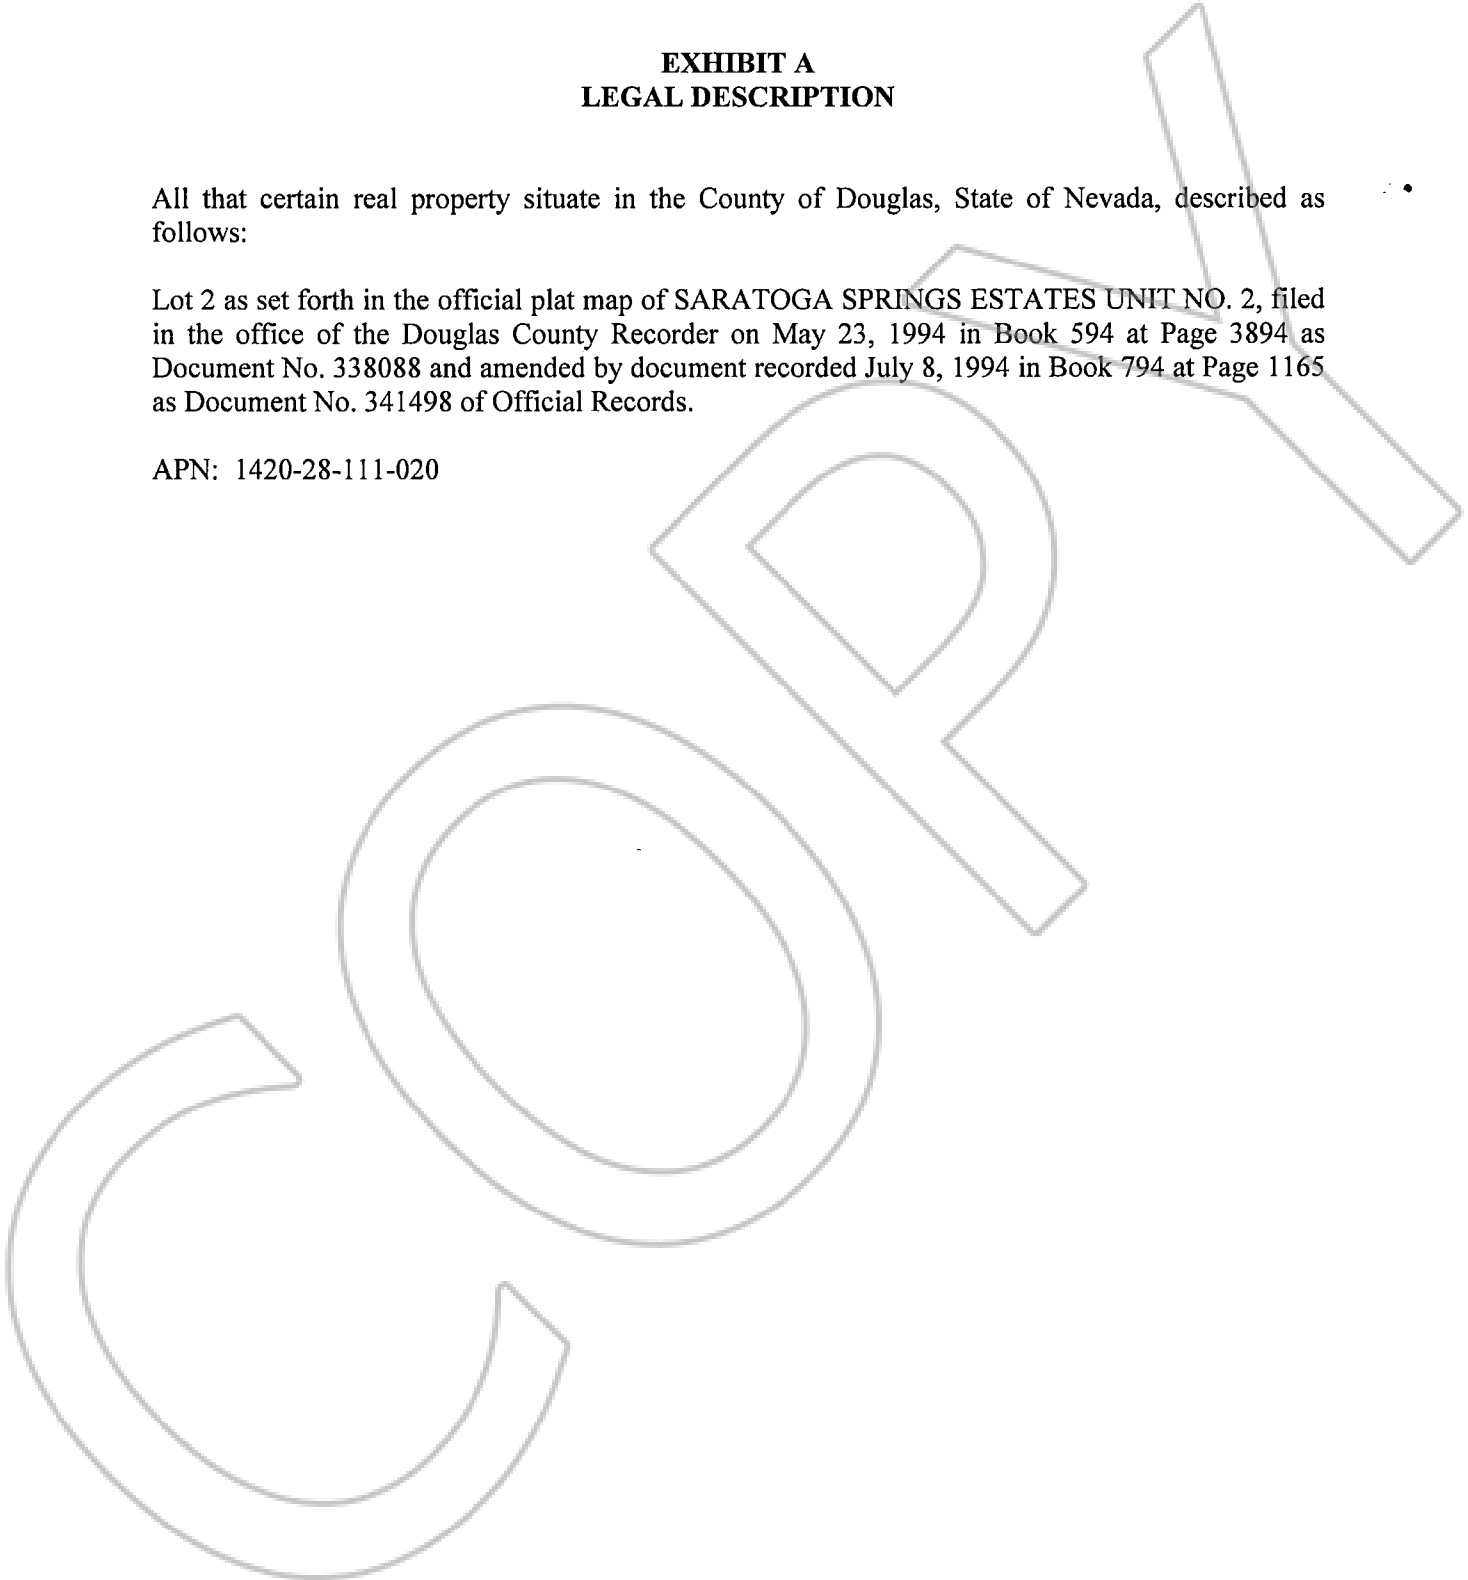 EXHIBIT A
LEGAL DESCRIPTION
All that certain real property situate in the County of Douglas, State of Nevada, described as
follows:
Lot 2 as set forth in the official plat map of SARATOGA SPRINGS ESTATES UNIT NO. 2, filed
in the office of the Douglas County Recorder on May 23, 1994 in Book 594 at Page 3894 as
Document No. 338088 and amended by document recorded July 8, 1994 in Book 794 at Page 1165
as Document No. 341498 of Official Records.
APN: 1420-28-111-020
COPY